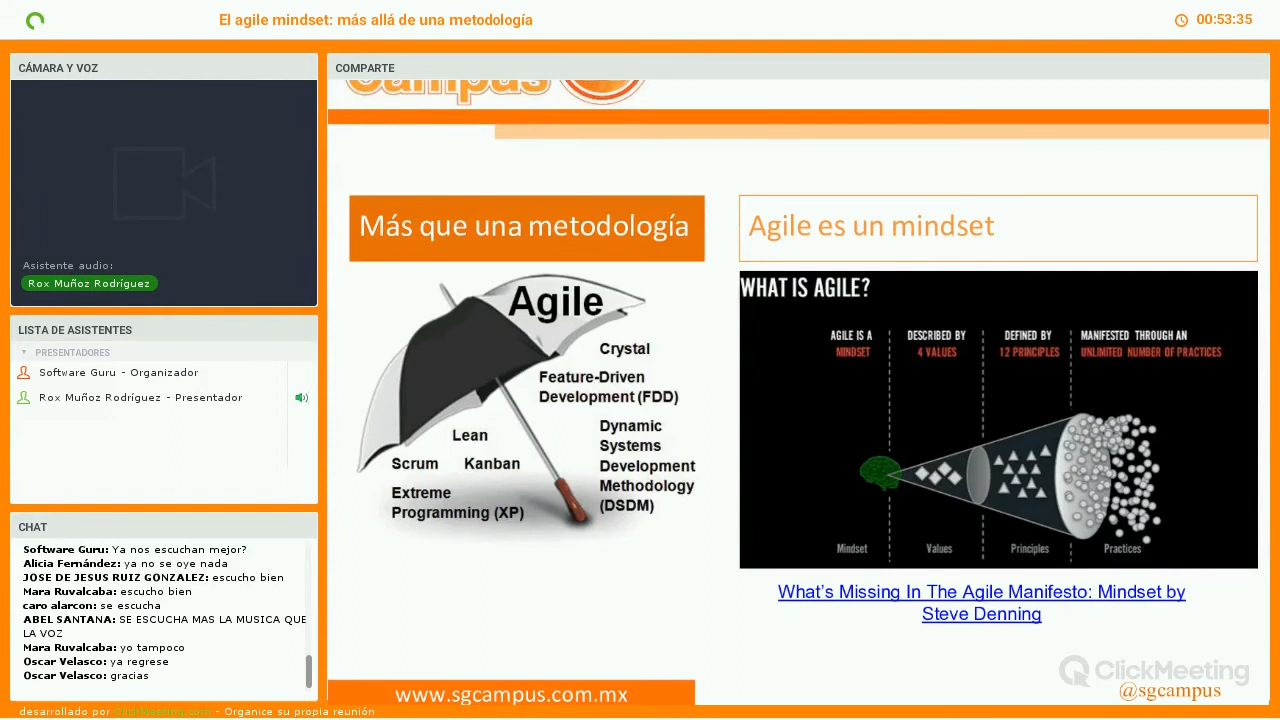 El agile mindset: más allá de una metodología
00:53:35
CÁMARA Y VOZ
Asistente audio:
Rox Muñoz Rodríguez
LISTA DE ASISTENTES
PRESENTADORES
Software Guru - Organizador
Rox Muñoz Rodríguez - Presentador
CHAT
Software Guru: Ya nos escuchan mejor?
Alicia Fernández: ya no se oye nada
JOSE DE JESUS RUIZ GONZALEZ: escucho bien
Mara Ruvalcaba: escucho bien
caro alarcon: se escucha
ABEL SANTANA: SE ESCUCHA MAS LA MUSICA QUE
LA VOZ
Mara Ruvalcaba: yo tampoco
Oscar Velasco: ya regrese
Oscar Velasco: gracias
COMPARTE
Campus
Más que una metodología
Agile
Crystal
Feature-Driven
Development (FDD)
Lean
Scrum Kanban
Extreme
Programming (XP)
Dynamic
Systems
Development
Methodology
(DSDM)
Agile es un mindset
WHAT IS AGILE?
AGILE IS A
MINDSET
DESCRIBED BY
4 VALUES
DEFINED BY
12 PRINCIPLES
MANIFESTED THROUGH AN
UNLIMITED NUMBER OF PRACTICES
Mindset Values Principles Practices
What's Missing In The Agile Manifesto: Mindset by
Steve Denning
www.sgcampus.com.mx
ClickMeeting
@sgcampus
desarrollado por ClickMeeting.com - Organice su propia reunión